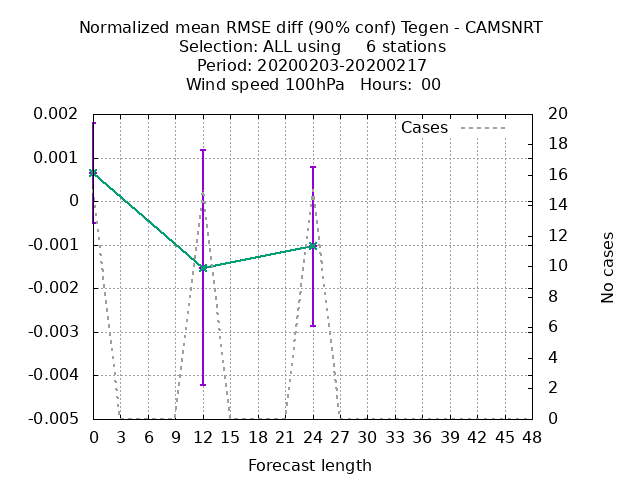 Normalized mean RMSE diff (90% conf) Tegen - CAMSNRT
Selection: ALL using 6 stations
Period: 20200203-20200217
Wind speed 100hPa Hours: 00
Cases
0.002
0.001
0
-0.001
-0.002
-0.003
-0.004
-0.005
20
18
16
14
12
10
8
6
4
2
0
No cases
0 3 6 9 12 15 18 21 24 27 30 33 36 39 42 45 48
Forecast length